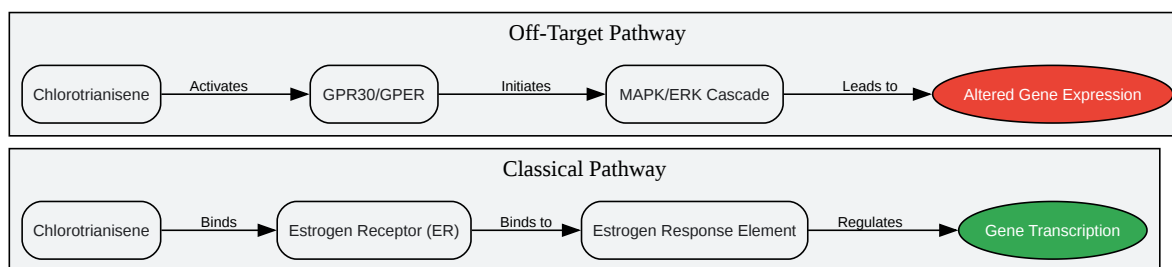 Off-Target Pathway
Chlorotrianisene
Activates
GPR30/GPER
Initiates
MAPK/ERK Cascade
Leads to
Altered Gene Expression
Classical Pathway
Chlorotrianisene
Binds
Estrogen Receptor (ER)
Binds to
Estrogen Response Element
Regulates
Gene Transcription